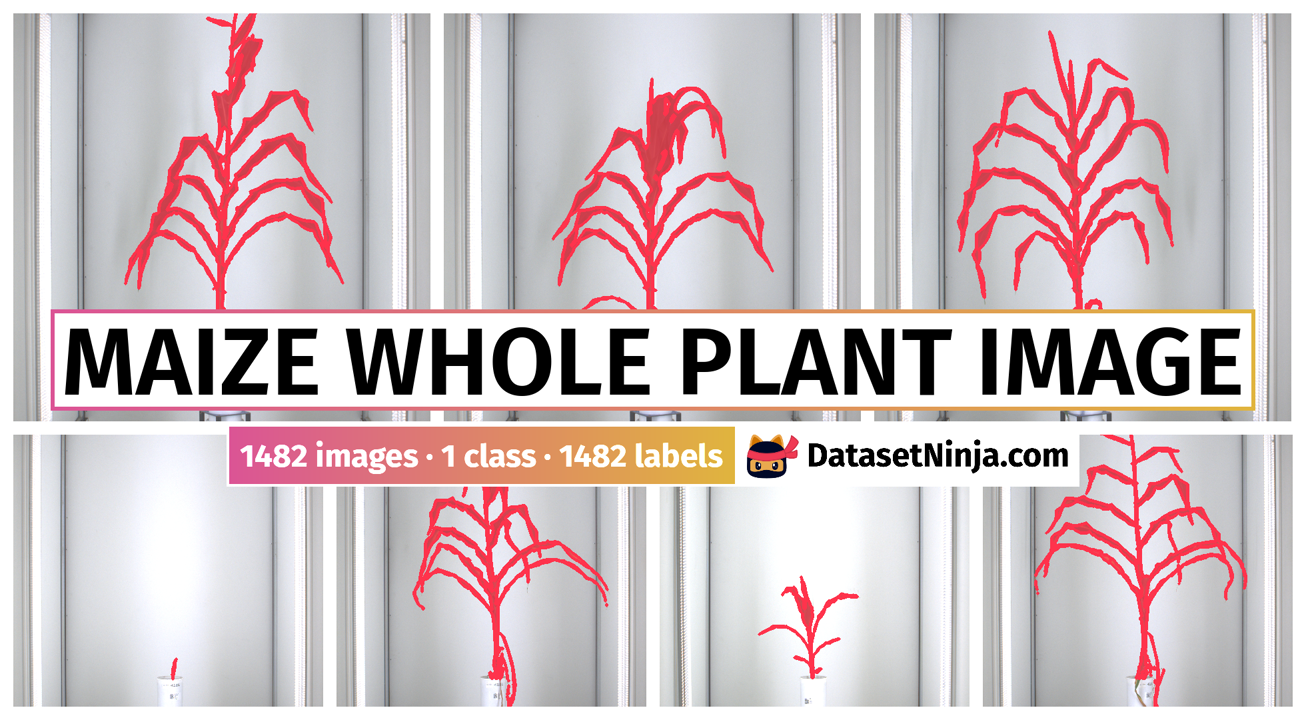 MAIZE WHOLE PLANT IMAGE
1482 images · 1 class · 1482 labels
DatasetNinja.com